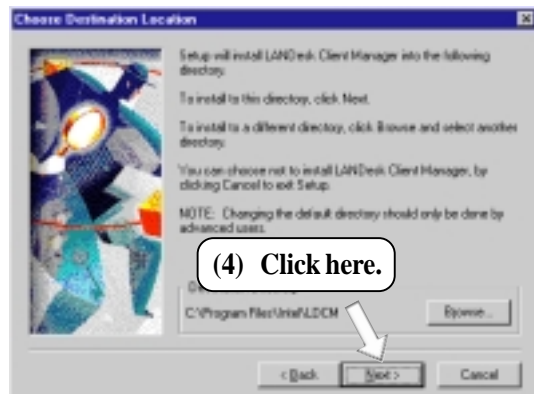 Choose Destination Location
Setup will install LANDesk Client Manager into the following
directory.
To install to this directory, click Next.
To install to a different directory, click Browse and select another
directory.
You can choose not to install LANDesk Client Manager, by
clicking Cancel to exit Setup.
NOTE: Changing the default directory should only be done by
advanced users.
(4) Click here.
C:\Program Files\Intel\LDCM
Browse...
< Back
Next >
Cancel